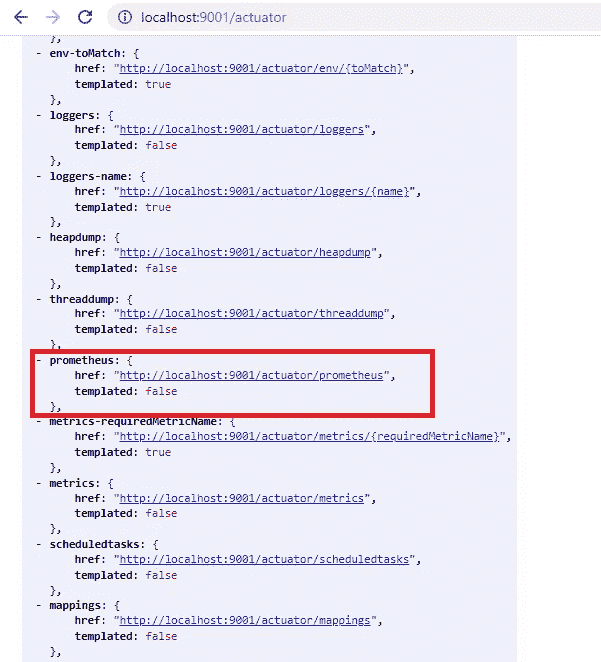 localhost:9001/actuator
},
- env-toMatch: {
href: "http://localhost:9001/actuator/env/{toMatch}",
templated: true
},
- loggers: {
href: "http://localhost:9001/actuator/loggers",
templated: false
},
- loggers-name: {
href: "http://localhost:9001/actuator/loggers/{name}",
templated: true
},
- heapdump: {
href: "http://localhost:9001/actuator/heapdump",
templated: false
},
- threaddump: {
href: "http://localhost:9001/actuator/threaddump",
templated: false
},
- prometheus: {
href: "http://localhost:9001/actuator/prometheus",
templated: false
},
- metrics-requiredMetricName: {
href: "http://localhost:9001/actuator/metrics/{requiredMetricName}",
templated: true
},
- metrics: {
href: "http://localhost:9001/actuator/metrics",
templated: false
},
- scheduledtasks: {
href: "http://localhost:9001/actuator/scheduledtasks",
templated: false
},
- mappings: {
href: "http://localhost:9001/actuator/mappings",
templated: false
},